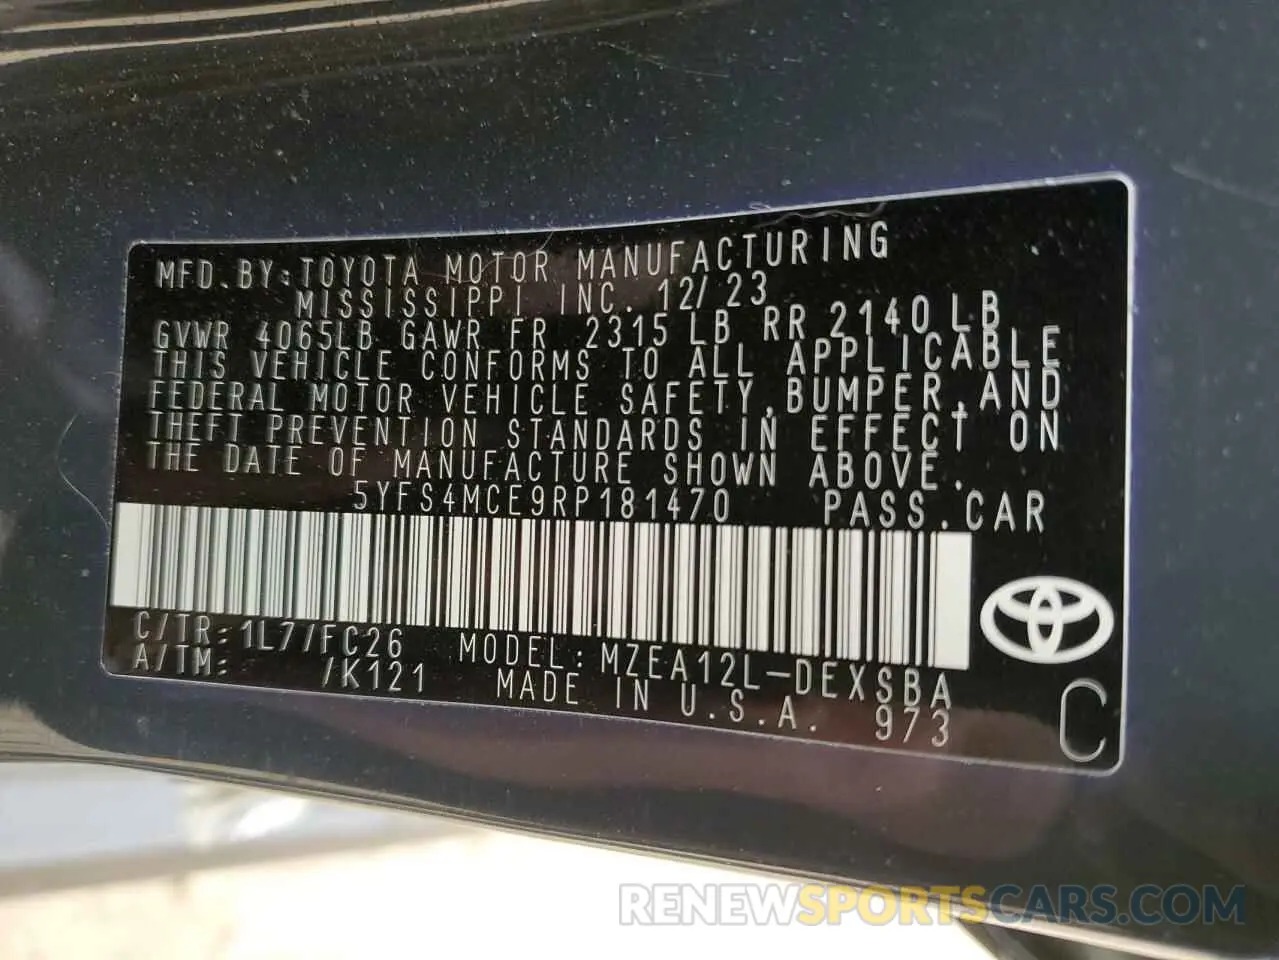 MFD. BY: TOYOTA MOTOR MANUFACTURING
MISSISSIPPI INC. 12/23
GVWR 4065LB GAWR FR 2315 LB RR 2140 LB
THIS VEHICLE CONFORMS TO ALL APPLICABLE
FEDERAL MOTOR VEHICLE SAFETY, BUMPER, AND
THEFT PREVENTION STANDARDS IN EFFECT ON
THE DATE OF MANUFACTURE SHOWN ABOVE.
5YFS4MCE9RP181470 PASS. CAR
C/TR: 1L77/FC26 MODEL: MZEA12L-DEXSBA
A/TM: /K121 MADE IN U.S.A. 973
C
RENEWSPORTSCARS.COM